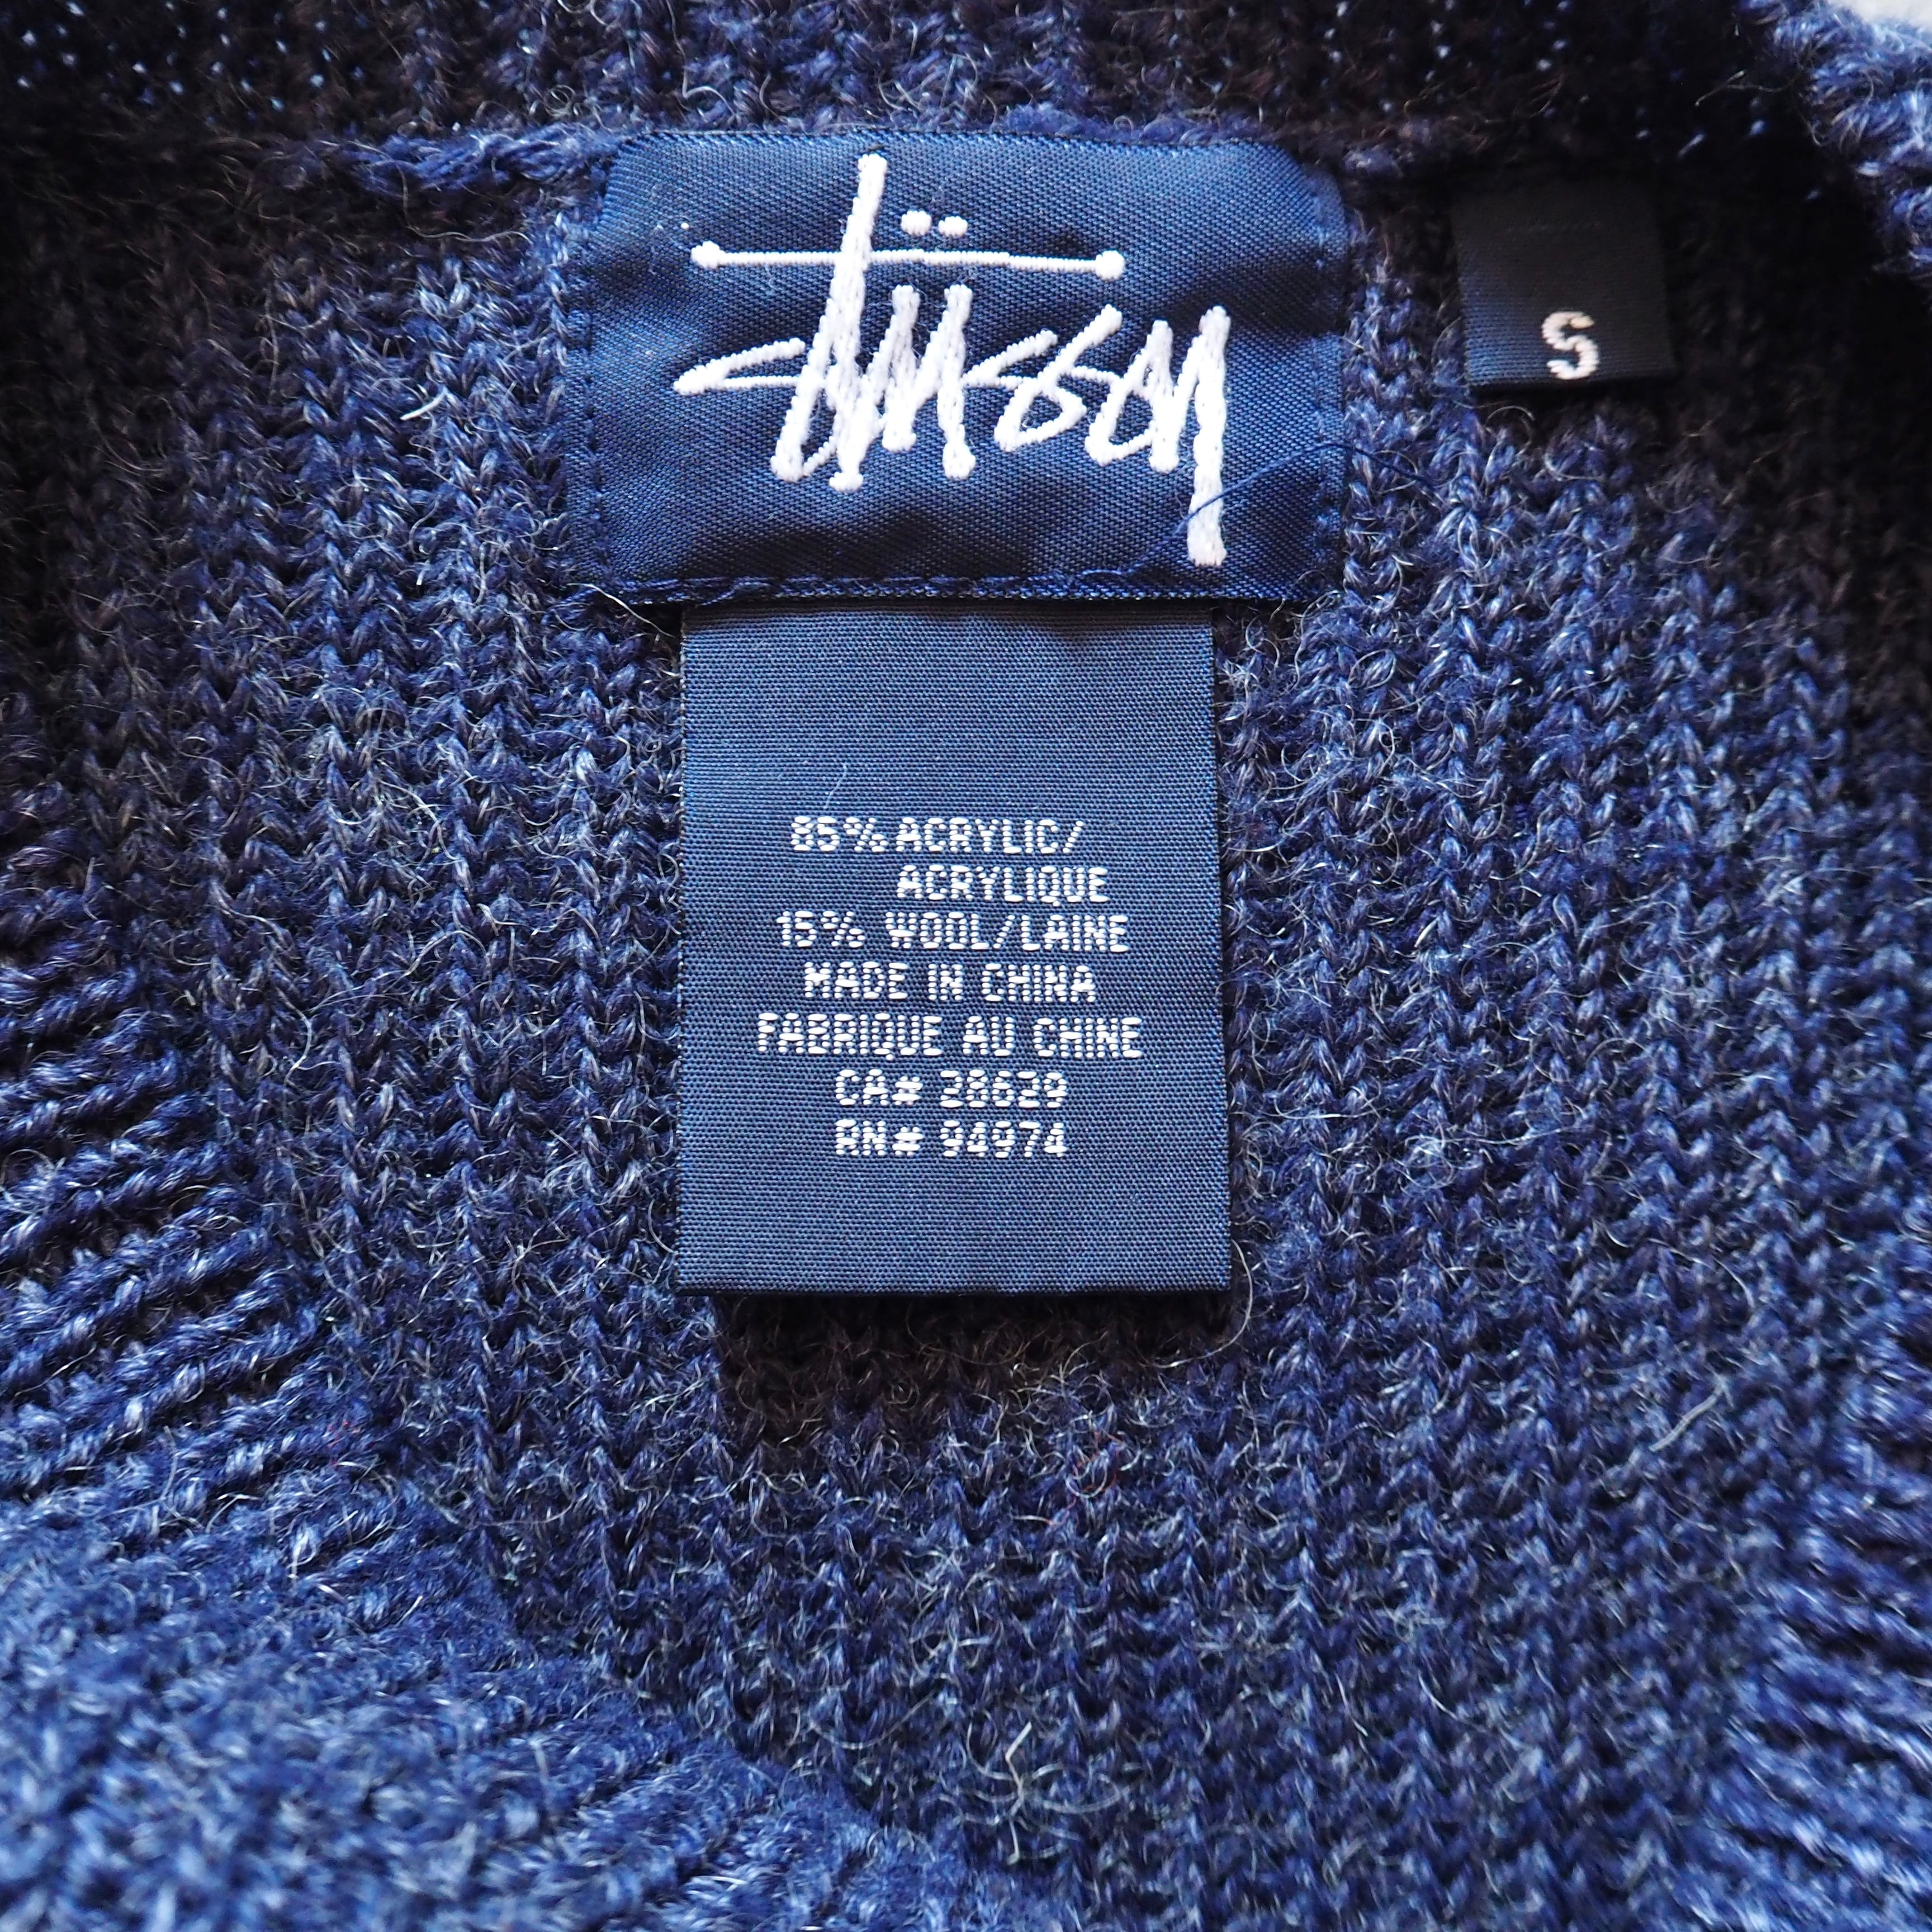 Stüssy
S
85% ACRYLIC/
ACRYLIQUE
15% WOOL/LAINE
MADE IN CHINA
FABRIQUE AU CHINE
CA# 28629
RN# 94974